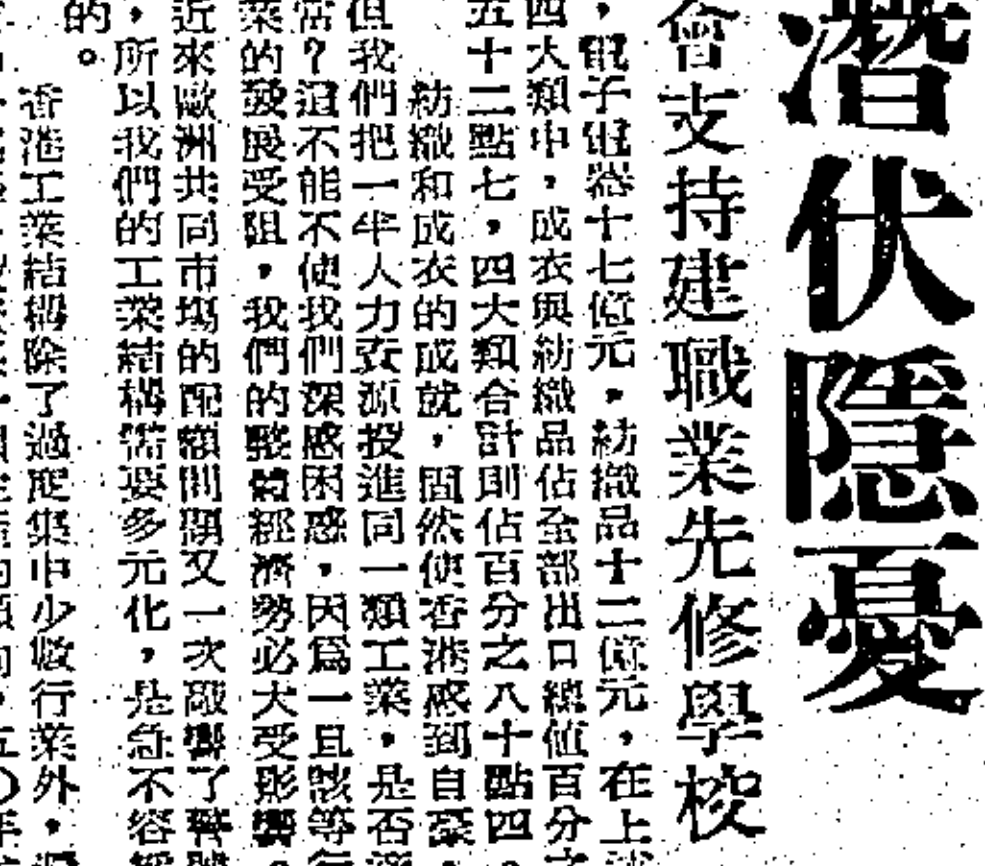 潛伏隱憂
會支持建職業先修學校
，電子電器十七億元，紡織品十二億元，在上
四大類中，成衣與紡織品佔全部出口總值百分之
五十二點七，四大類合計則佔百分之八十點四。
紡織和成衣的成就，固然使香港感到自豪，
但我們把一半人力資源投進同一類工業，是否
常？這不能不使我們深感困惑，因爲一旦該等行
業的發展受阻，我們的整體經濟勢必大受影響。
近來歐洲共同市場的配額問題又一次敲響了警
，所以我們的工業結構需要多元化，是急不容
的。
香港工業結構除了過度集中少數行業外，